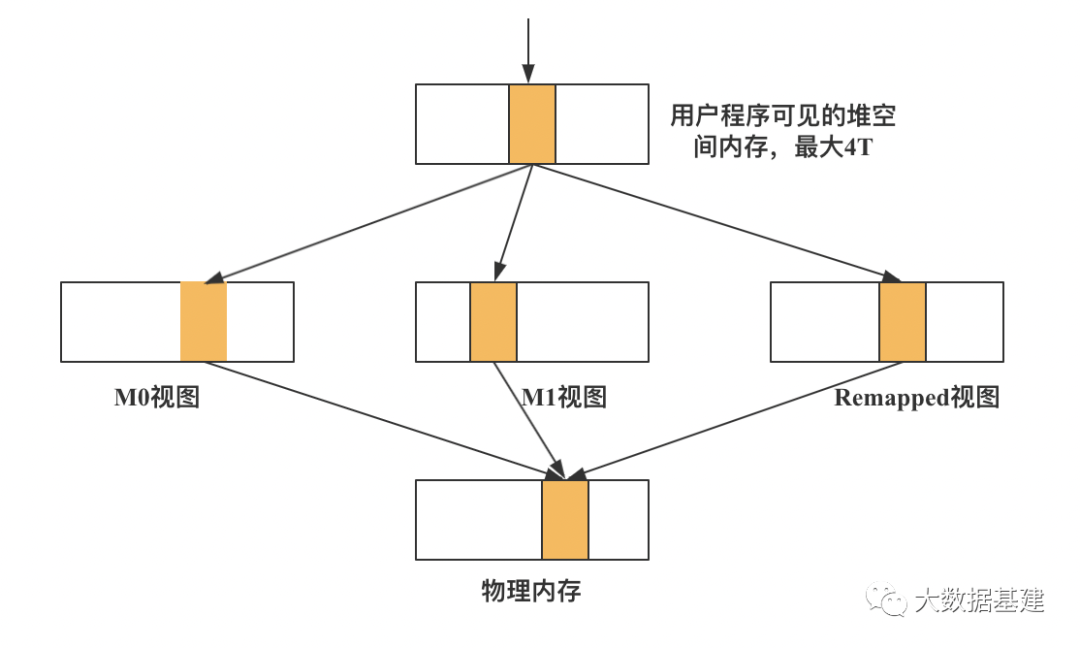 用户程序可见的堆空
间内存，最大4T
M0视图
M1视图
Remapped视图
物理内存
大数据基建